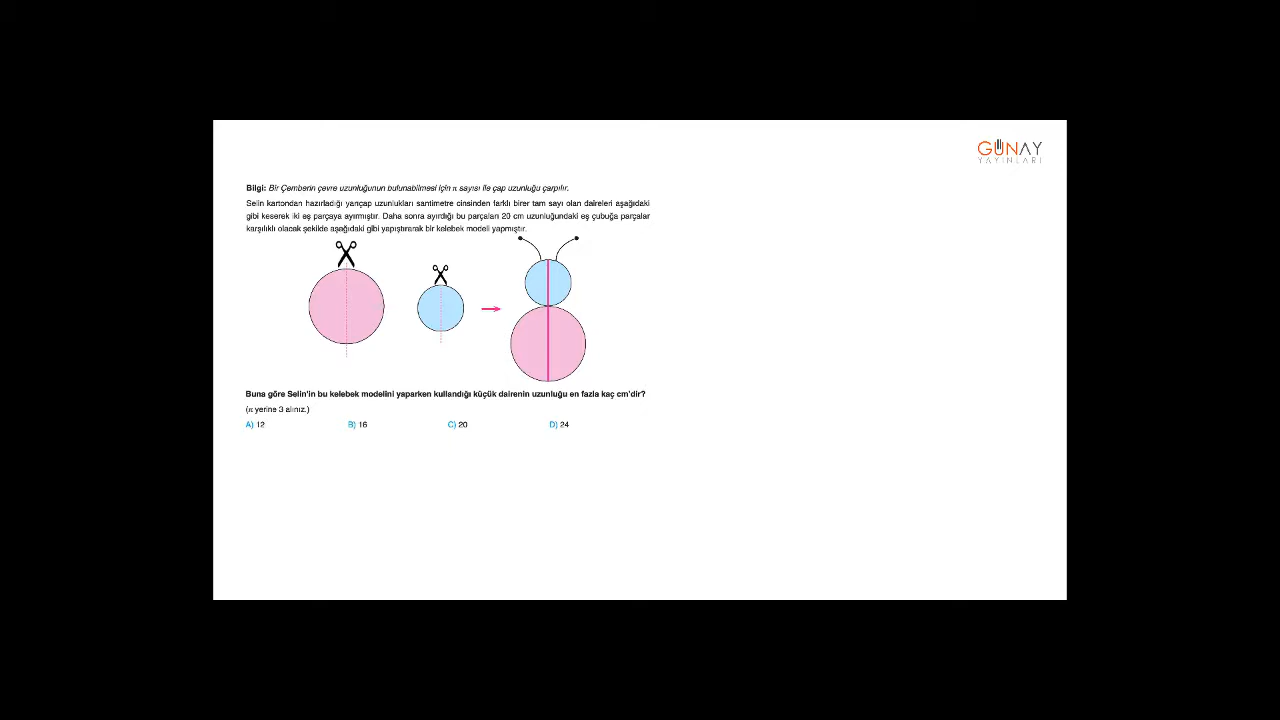 GÜNAY
YAYINLARI
Bilgi: Bir Çemberin çevre uzunluğunun bulunabilmesi için π sayısı ile çap uzunluğu çarpılır.
Selin kartondan hazırladığı yarıçap uzunlukları santimetre cinsinden farklı birer tam sayı olan daireleri aşağıdaki
gibi keserek iki eş parçaya ayırmıştır. Daha sonra ayırdığı bu parçaları 20 cm uzunluğundaki eş çubuğa parçalar
karşılıklı olacak şekilde aşağıdaki gibi yapıştırarak bir kelebek modeli yapmıştır.
Buna göre Selin'in bu kelebek modelini yaparken kullandığı küçük dairenin uzunluğu en fazla kaç cm'dir?
(π yerine 3 alınız.)
A) 12 B) 16 C) 20 D) 24